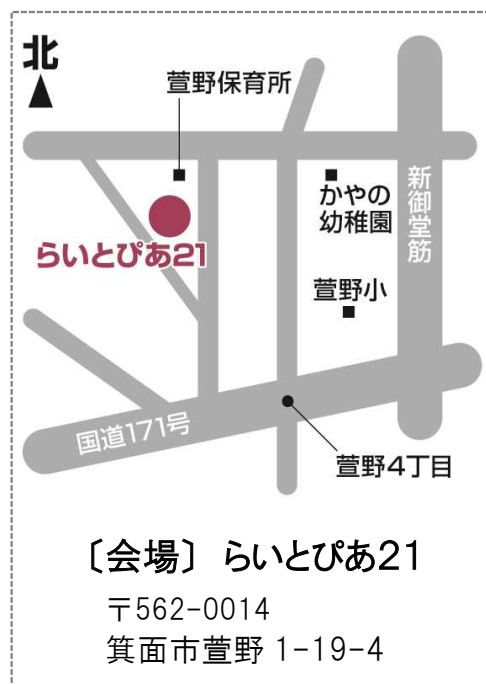 北
萱野保育所
かやの
幼稚園
新御堂筋
らいとぴあ21
萱野小
国道171号
萱野4丁目
〔会場〕 らいとぴあ21
〒562-0014
箕面市萱野 1-19-4